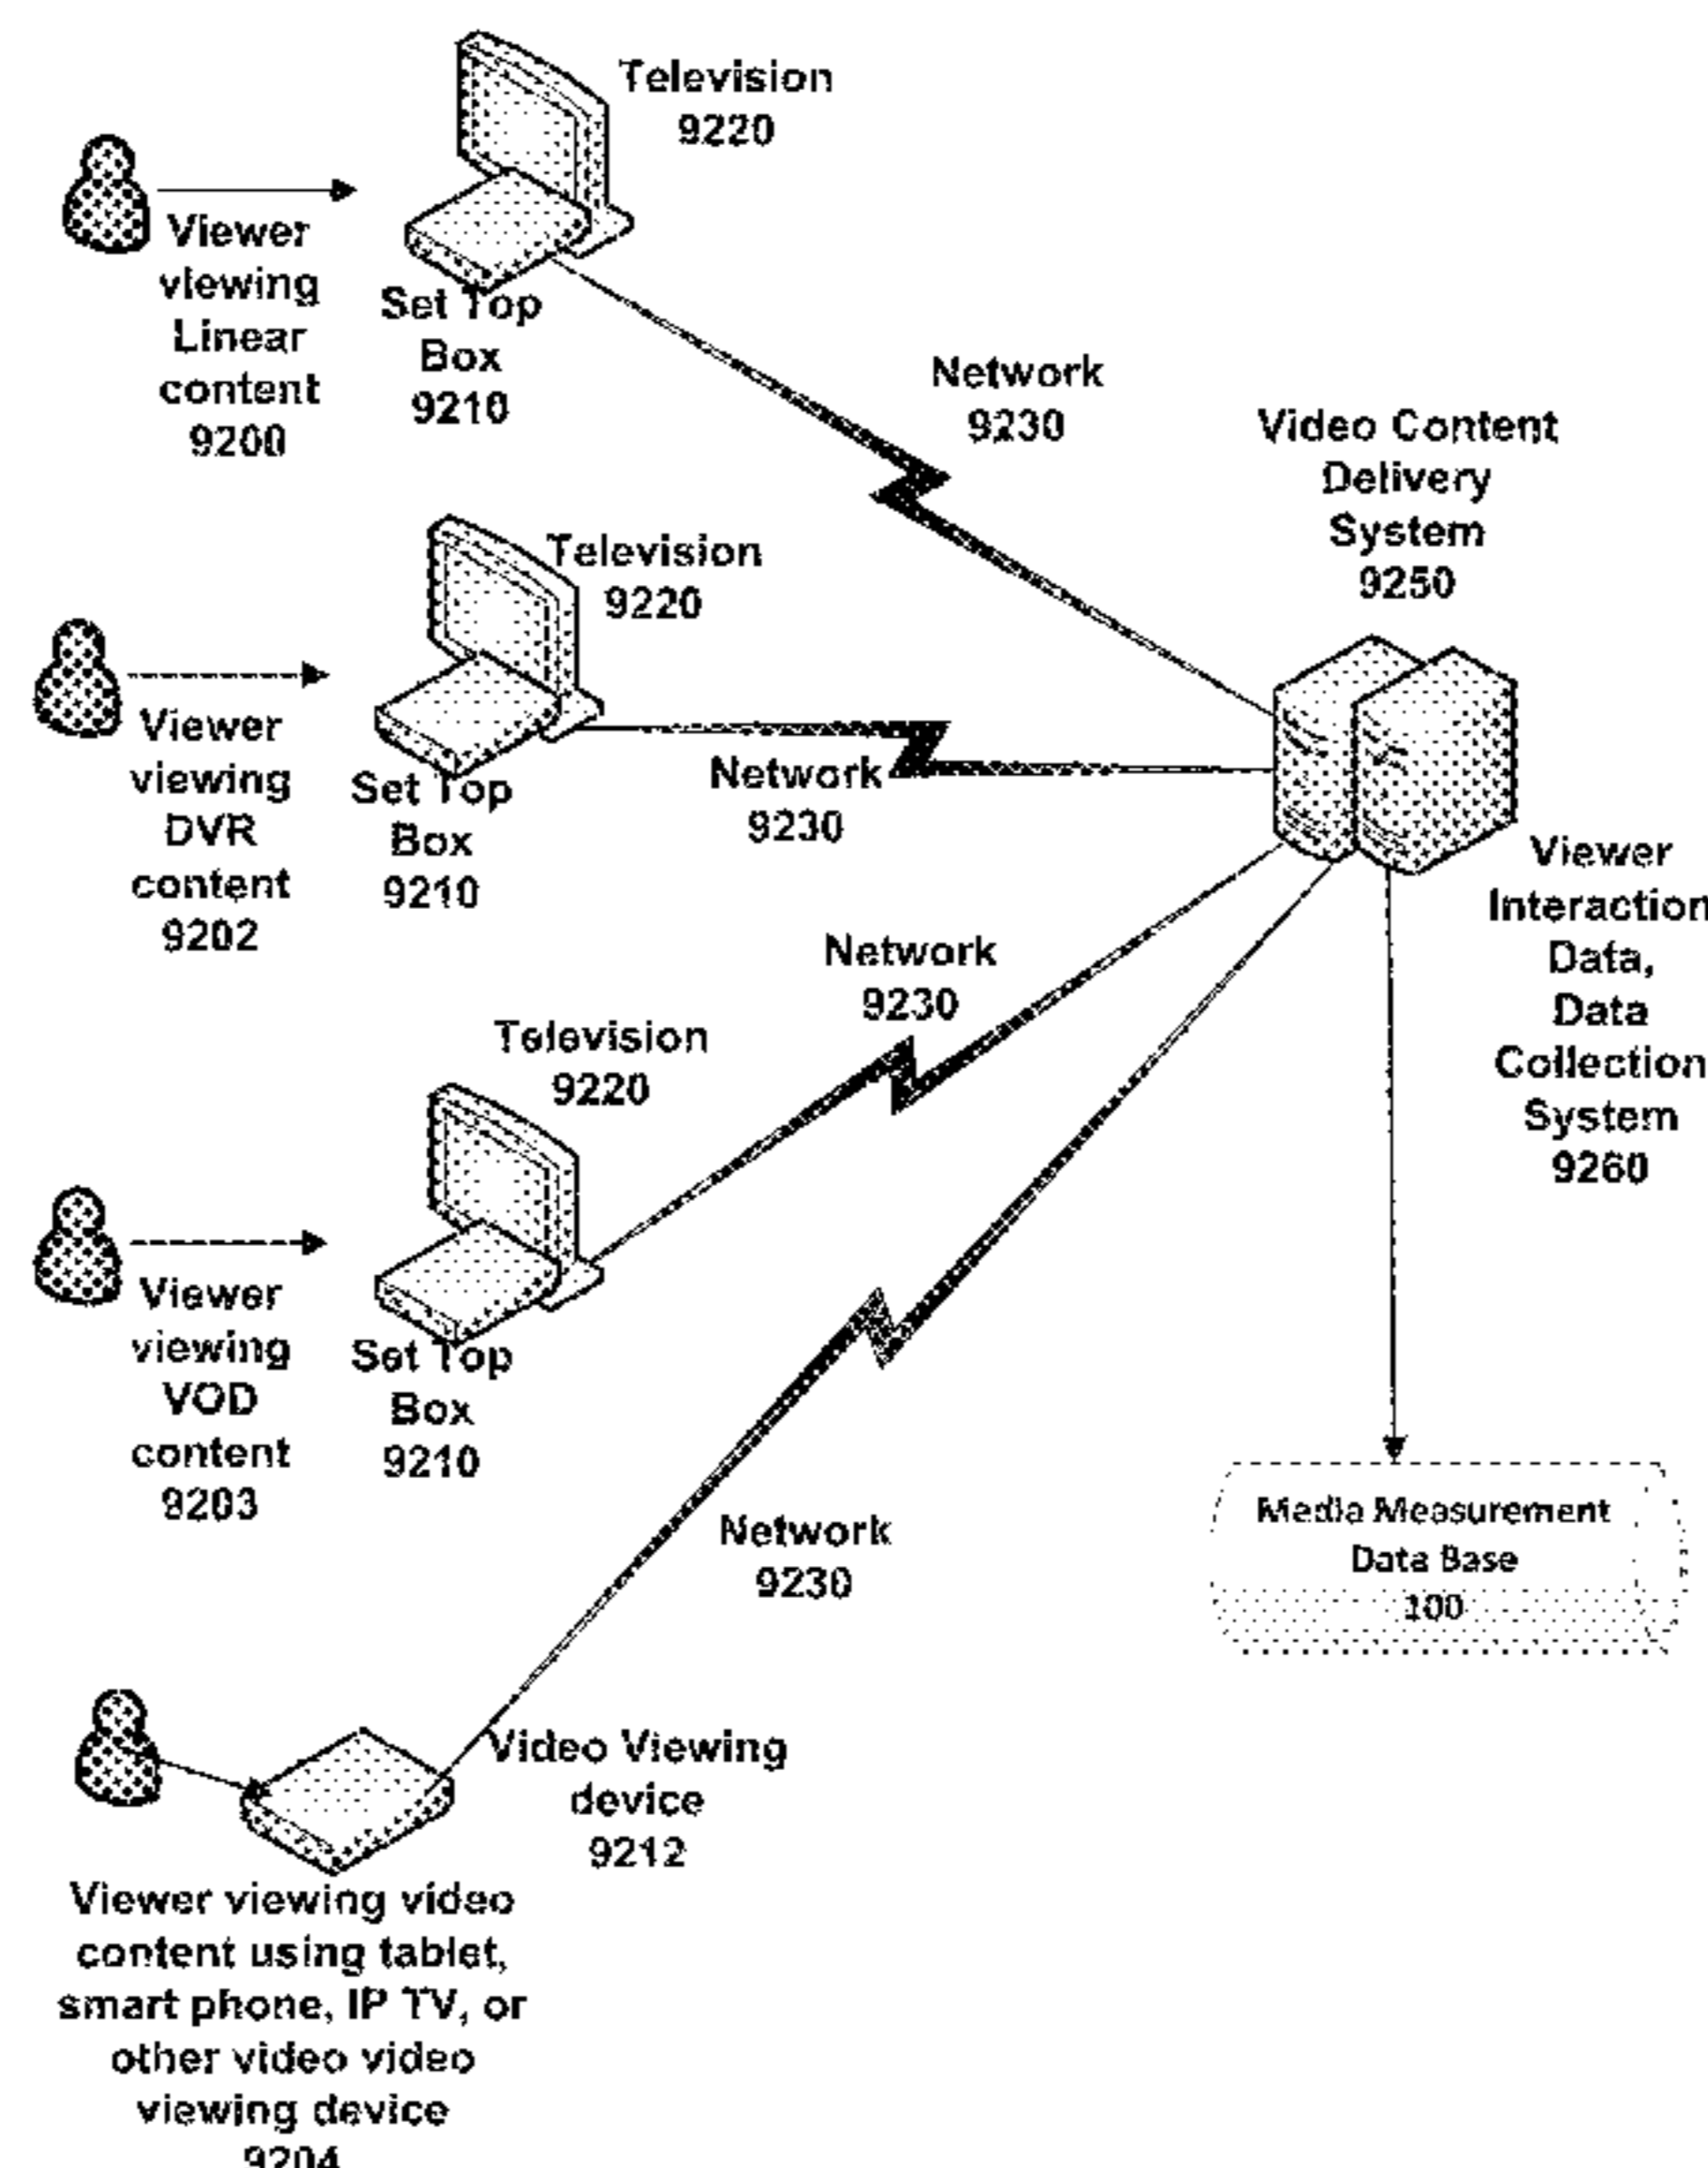 Television
9220
Viewer
viewing
Linear
content
9200
Set Top
Box
9210
Network
9230
Video Content
Delivery
System
9250
Television
9220
Viewer
viewing
DVR
content
9202
Set Top
Box
9210
Network
9230
Viewer
Interaction
Data,
Data
Collection
System
9260
Network
9230
Television
9220
Viewer
viewing
VOD
content
9203
Set Top
Box
9210
Network
9230
Media Measurement
Data Base
100
Video Viewing
device
9212
Viewer viewing video
content using tablet,
smart phone, IP TV, or
other video video
viewing device
9204